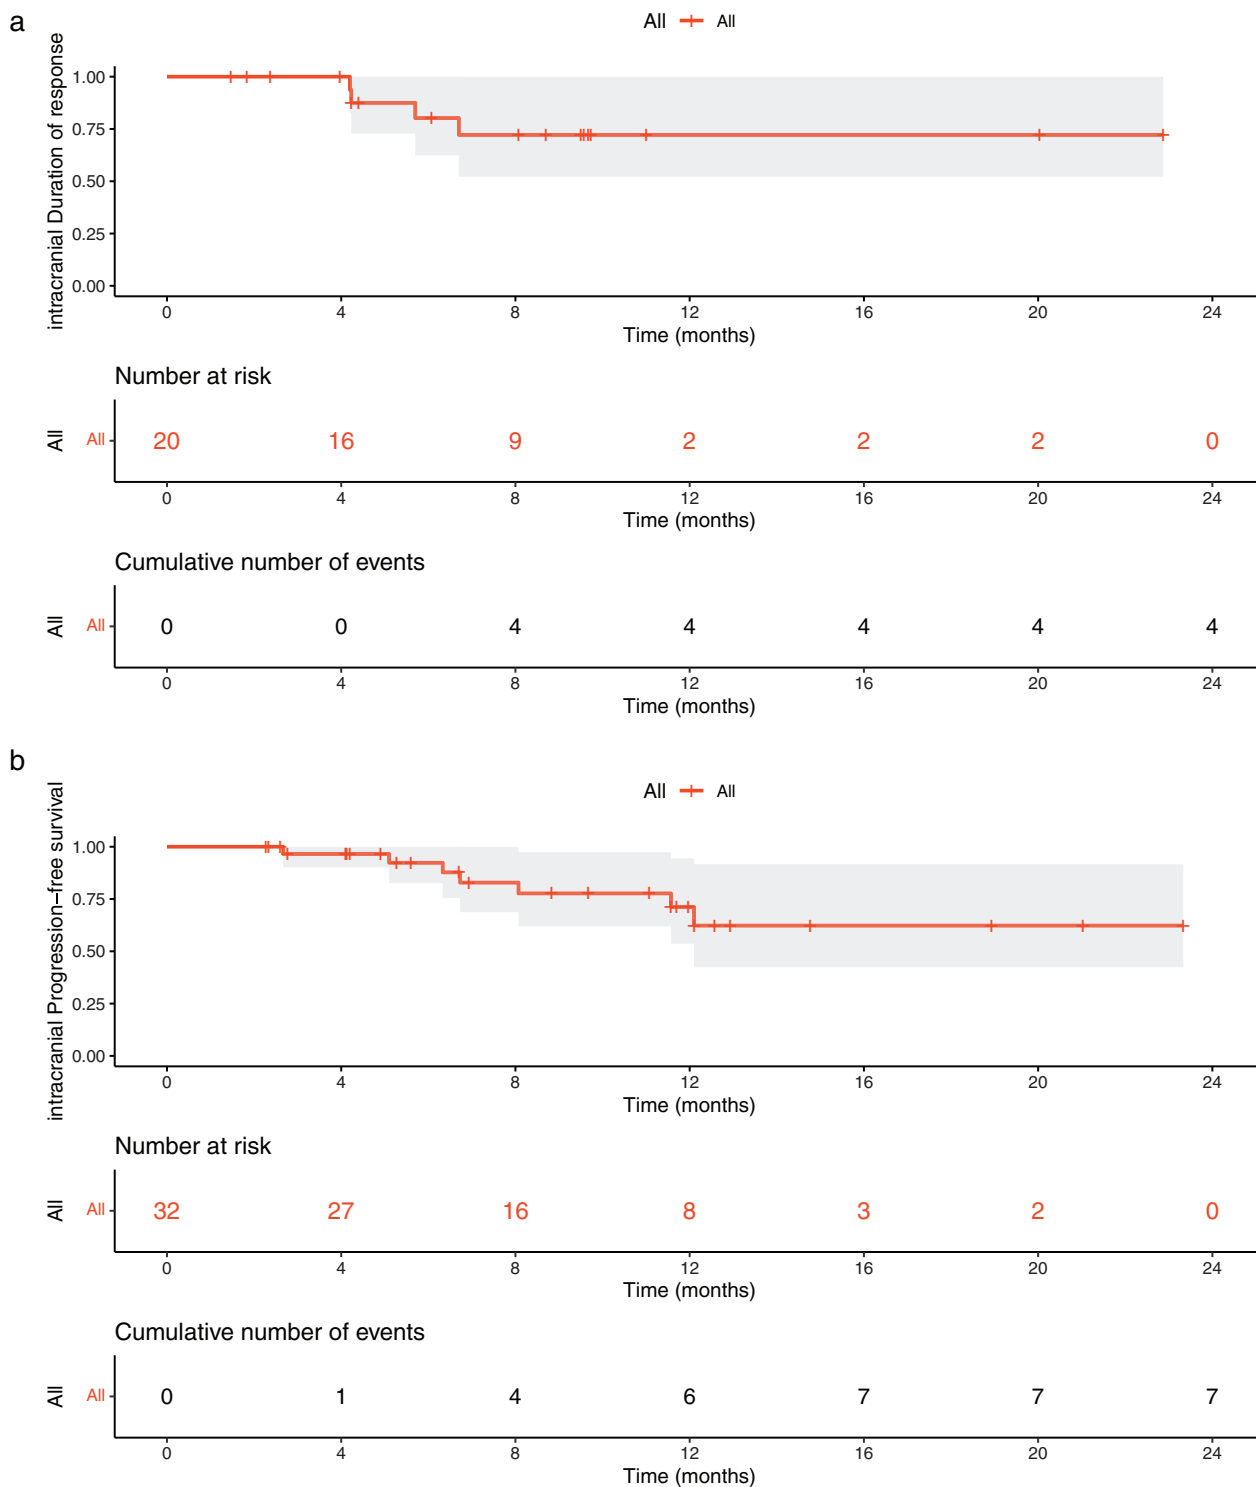 a
All All
intracranial Duration of response
1.00
0.75
0.50
0.25
0.00
0 4 8 12 16 20 24
Time (months)
Number at risk
All
All 20 16 9 2 2 2 0
0 4 8 12 16 20 24
Time (months)
Cumulative number of events
All
All 0 0 4 4 4 4 4
0 4 8 12 16 20 24
Time (months)
b
All All
intracranial Progression-free survival
1.00
0.75
0.50
0.25
0.00
0 4 8 12 16 20 24
Time (months)
Number at risk
All
All 32 27 16 8 3 2 0
0 4 8 12 16 20 24
Time (months)
Cumulative number of events
All
All 0 1 4 6 7 7 7
0 4 8 12 16 20 24
Time (months)